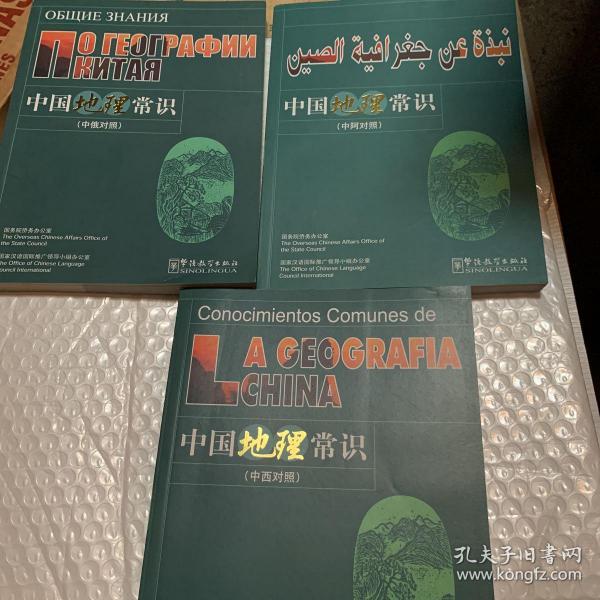 ОБЩИЕ ЗНАНИЯ
ПО ГЕОГРАФИИ
КИТАЯ
中国地理常识
(中俄对照)
国务院侨务办公室
The Overseas Chinese Affairs Office of
the State Council
国家汉语国际推广领导小组办公室
The Office of Chinese Language
Council International
华语教学出版社
SINOLINGUA
نبذة عن جغرافية الصين
中国地理常识
(中阿对照)
国务院侨务办公室
The Overseas Chinese Affairs Office of
the State Council
国家汉语国际推广领导小组办公室
The Office of Chinese Language
Council International
华语教学出版社
SINOLINGUA
Conocimientos Comunes de
LA GEOGRAFIA
CHINA
中国地理常识
(中西对照)
孔夫子旧书网
www.kongfz.com